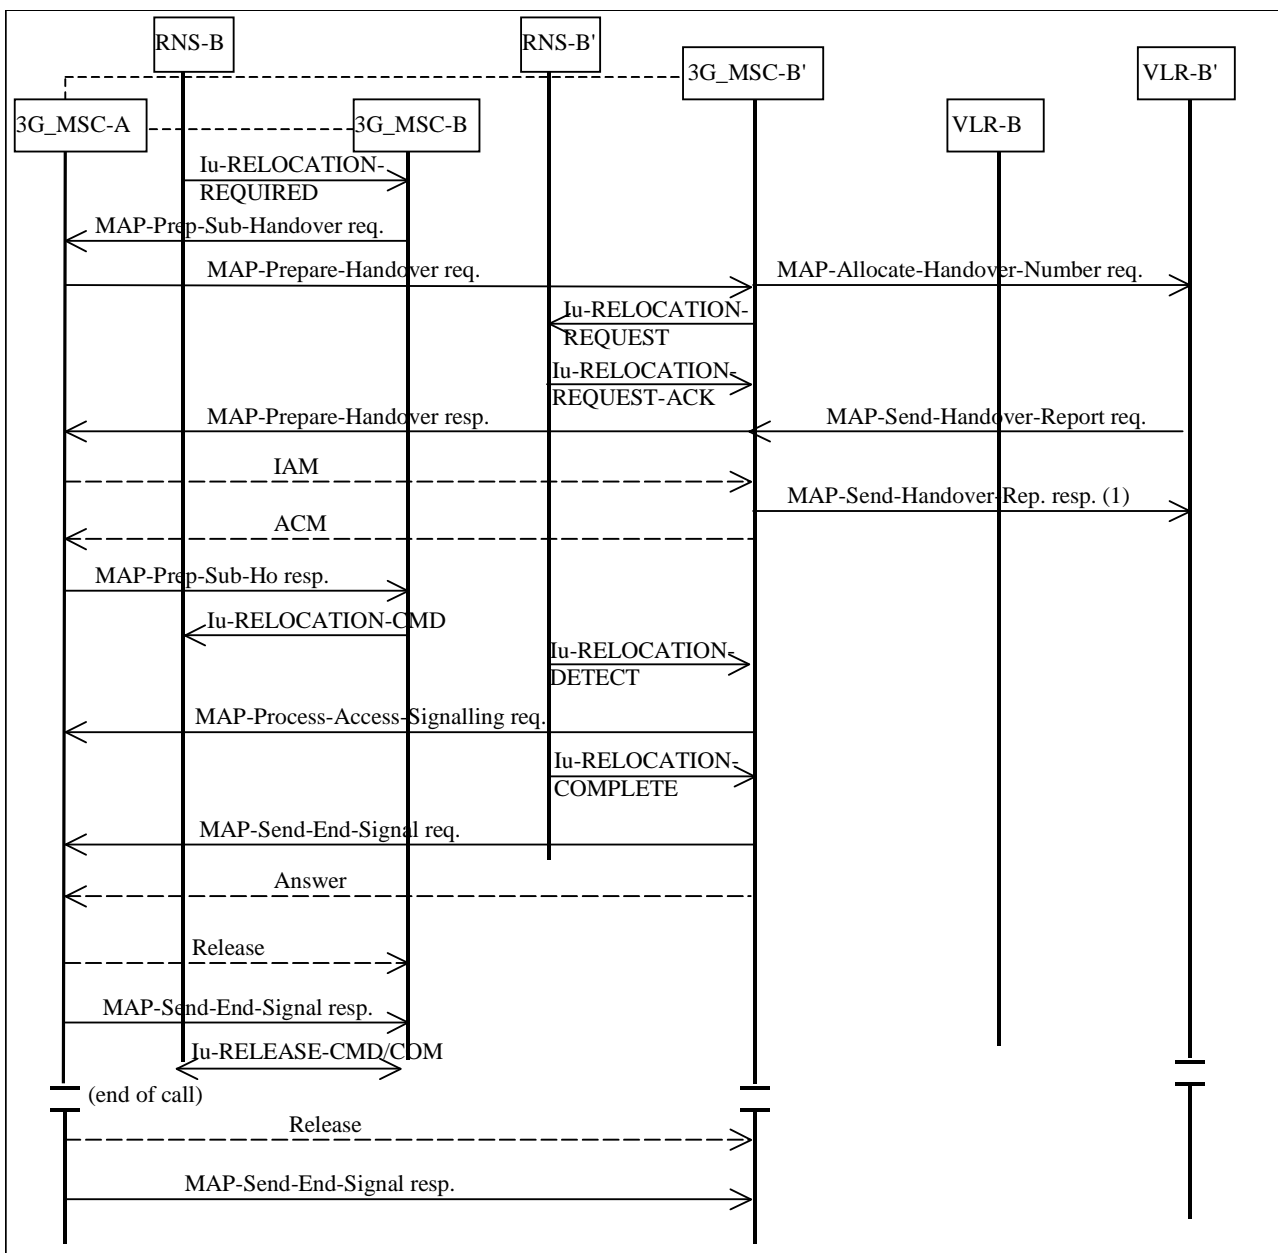 RNS-B
RNS-B'
3G_MSC-B'
VLR-B'
3G_MSC-A
3G_MSC-B
VLR-B
Iu-RELOCATION-
REQUIRED
MAP-Prep-Sub-Handover req.
MAP-Prepare-Handover req.
MAP-Allocate-Handover-Number req.
Iu-RELOCATION-
REQUEST
Iu-RELOCATION-
REQUEST-ACK
MAP-Prepare-Handover resp.
MAP-Send-Handover-Report req.
IAM
MAP-Send-Handover-Rep. resp. (1)
ACM
MAP-Prep-Sub-Ho resp.
Iu-RELOCATION-CMD
Iu-RELOCATION-
DETECT
MAP-Process-Access-Signalling req.
Iu-RELOCATION-
COMPLETE
MAP-Send-End-Signal req.
Answer
Release
MAP-Send-End-Signal resp.
Iu-RELEASE-CMD/COM
(end of call)
Release
MAP-Send-End-Signal resp.